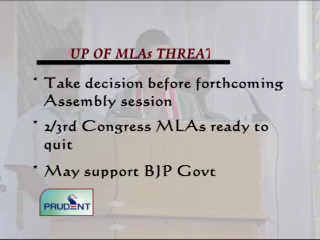 UP OF MLAs THREAT
* Take decision before forthcoming
Assembly session
* 2/3rd Congress MLAs ready to
quit
* May support BJP Govt
PRUDENT